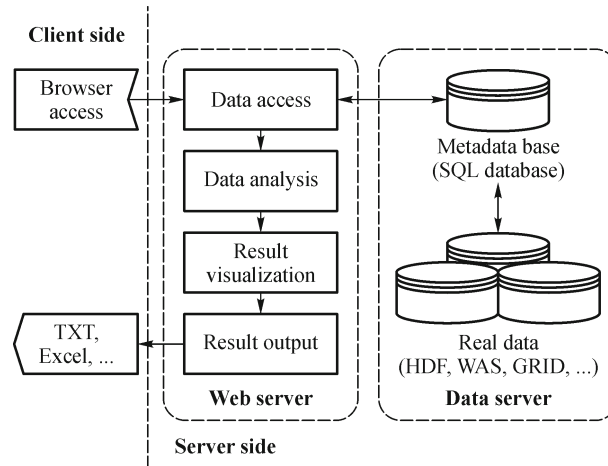 Client side
Browser
access
Data access
Data analysis
Result
visualization
Result output
TXT,
Excel, ...
Web server
Server side
Metadata base
(SQL database)
Real data
(HDF, WAS, GRID, ...)
Data server